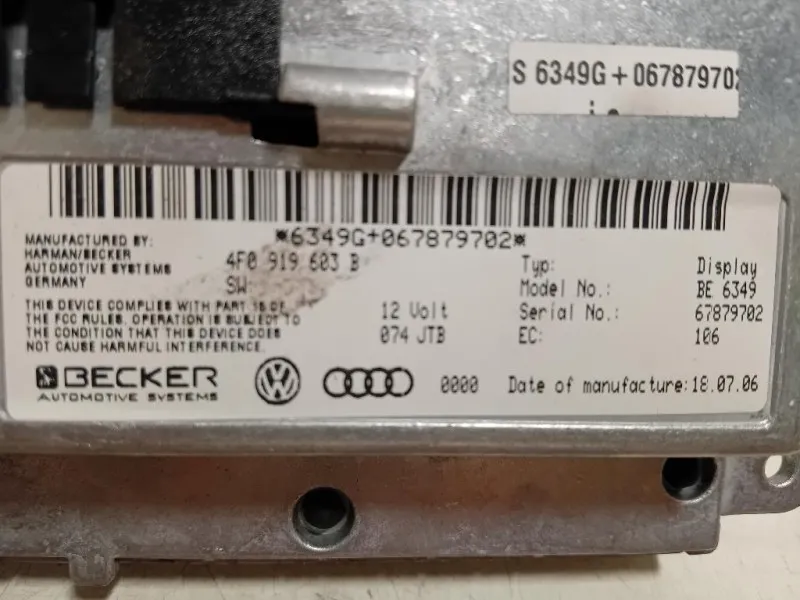 S 6349G+067879702
*6349G+067879702*
MANUFACTURED BY:
HARMAN/BECKER
AUTOMOTIVE SYSTEMS
GERMANY
4F0 919 603 B
SW
THIS DEVICE COMPLIES WITH PART 15 OF
THE FCC RULES. OPERATION IS SUBJECT TO
THE CONDITION THAT THIS DEVICE DOES
NOT CAUSE HARMFUL INTERFERENCE.
12 Volt
074 JTB
Typ: Display
Model No.: BE 6349
Serial No.: 67879702
EC: 106
BECKER
AUTOMOTIVE SYSTEMS
VW
0000
Date of manufacture: 18.07.06